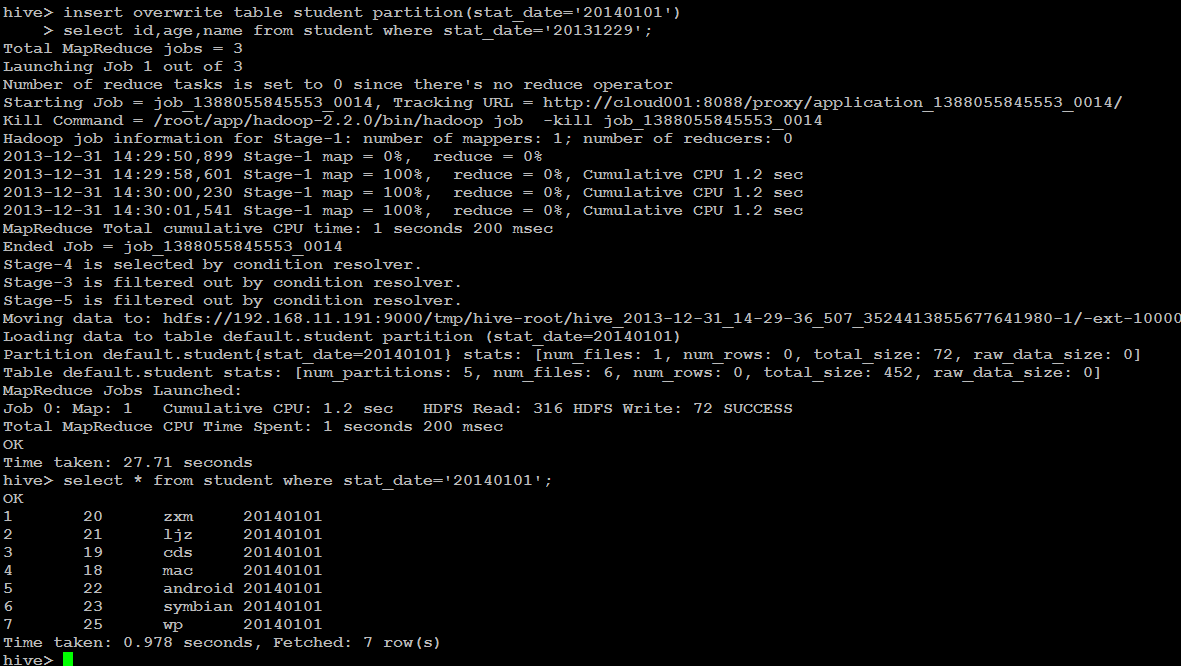 hive> insert overwrite table student partition(stat_date='20140101')
    > select id,age,name from student where stat_date='20131229';
Total MapReduce jobs = 3
Launching Job 1 out of 3
Number of reduce tasks is set to 0 since there's no reduce operator
Starting Job = job_1388055845553_0014, Tracking URL = http://cloud001:8088/proxy/application_1388055845553_0014/
Kill Command = /root/app/hadoop-2.2.0/bin/hadoop job  -kill job_1388055845553_0014
Hadoop job information for Stage-1: number of mappers: 1; number of reducers: 0
2013-12-31 14:29:50,899 Stage-1 map = 0%,  reduce = 0%
2013-12-31 14:29:58,601 Stage-1 map = 100%,  reduce = 0%, Cumulative CPU 1.2 sec
2013-12-31 14:30:00,230 Stage-1 map = 100%,  reduce = 0%, Cumulative CPU 1.2 sec
2013-12-31 14:30:01,541 Stage-1 map = 100%,  reduce = 0%, Cumulative CPU 1.2 sec
MapReduce Total cumulative CPU time: 1 seconds 200 msec
Ended Job = job_1388055845553_0014
Stage-4 is selected by condition resolver.
Stage-3 is filtered out by condition resolver.
Stage-5 is filtered out by condition resolver.
Moving data to: hdfs://192.168.11.191:9000/tmp/hive-root/hive_2013-12-31_14-29-36_507_3524413855677641980-1/-ext-10000
Loading data to table default.student partition (stat_date=20140101)
Partition default.student{stat_date=20140101} stats: [num_files: 1, num_rows: 0, total_size: 72, raw_data_size: 0]
Table default.student stats: [num_partitions: 5, num_files: 6, num_rows: 0, total_size: 452, raw_data_size: 0]
MapReduce Jobs Launched:
Job 0: Map: 1   Cumulative CPU: 1.2 sec   HDFS Read: 316 HDFS Write: 72 SUCCESS
Total MapReduce CPU Time Spent: 1 seconds 200 msec
OK
Time taken: 27.71 seconds
hive> select * from student where stat_date='20140101';
OK
1       20      zxm     20140101
2       21      ljz     20140101
3       19      cds     20140101
4       18      mac     20140101
5       22      android 20140101
6       23      symbian 20140101
7       25      wp      20140101
Time taken: 0.978 seconds, Fetched: 7 row(s)
hive>